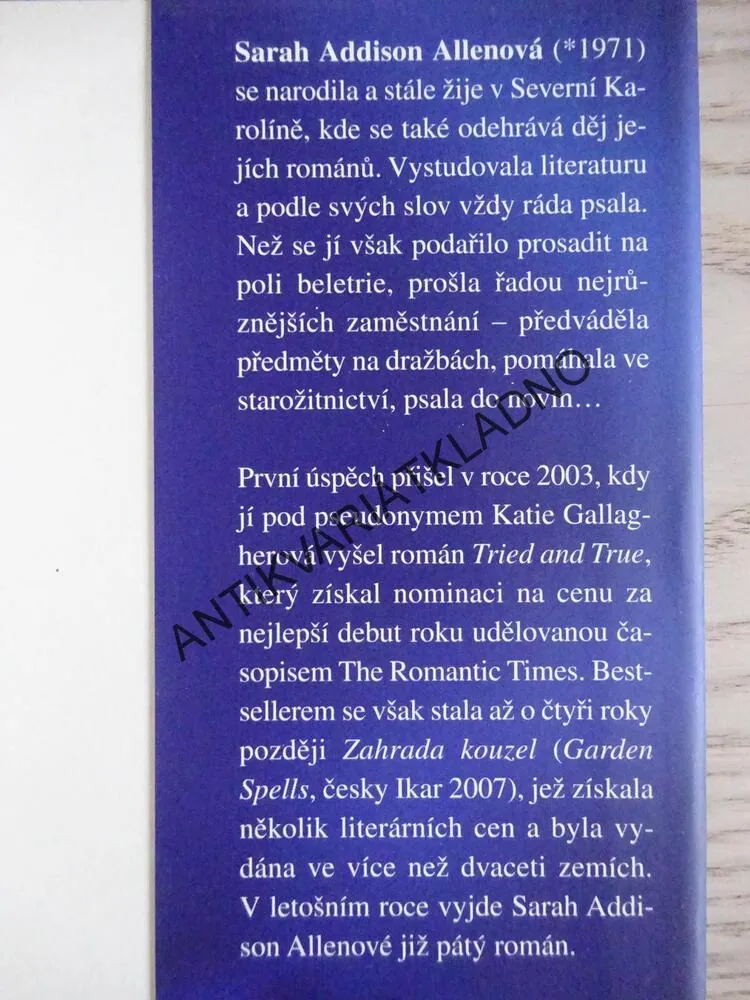 Sarah Addison Allenová (*1971)
se narodila a stále žije v Severní Ka-
rolíně, kde se také odehrává děj je-
jích románů. Vystudovala literaturu
a podle svých slov vždy ráda psala.
Než se jí však podařilo prosadit na
poli beletrie, prošla řadou nejrů-
znějších zaměstnání – předváděla
předměty na dražbách, pomáhala ve
starožitnictví, psala do novin…
První úspěch přišel v roce 2003, kdy
jí pod pseudonymem Katie Gallag-
herová vyšel román Tried and True,
který získal nominaci na cenu za
nejlepší debut roku udělovanou ča-
sopisem The Romantic Times. Best-
sellerem se však stala až o čtyři roky
později Zahrada kouzel (Garden
Spells, česky Ikar 2007), jež získala
několik literárních cen a byla vy-
dána ve více než dvaceti zemích.
V letošním roce vyjde Sarah Addi-
son Allenové již pátý román.
ANTIKVARIATKLADNO